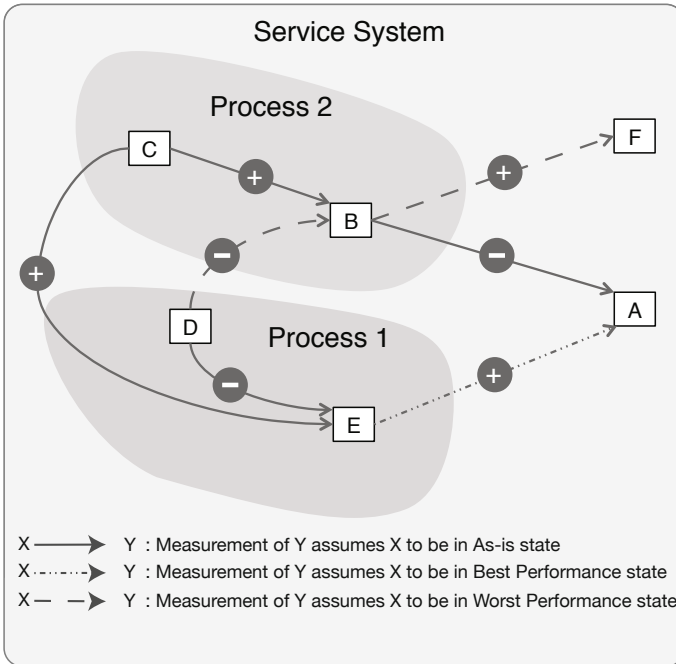 Service System
Process 2
C
F
+
+
B
−
−
+
A
D
Process 1
+
−
E
X Y : Measurement of Y assumes X to be in As-is state
X Y : Measurement of Y assumes X to be in Best Performance state
X Y : Measurement of Y assumes X to be in Worst Performance state